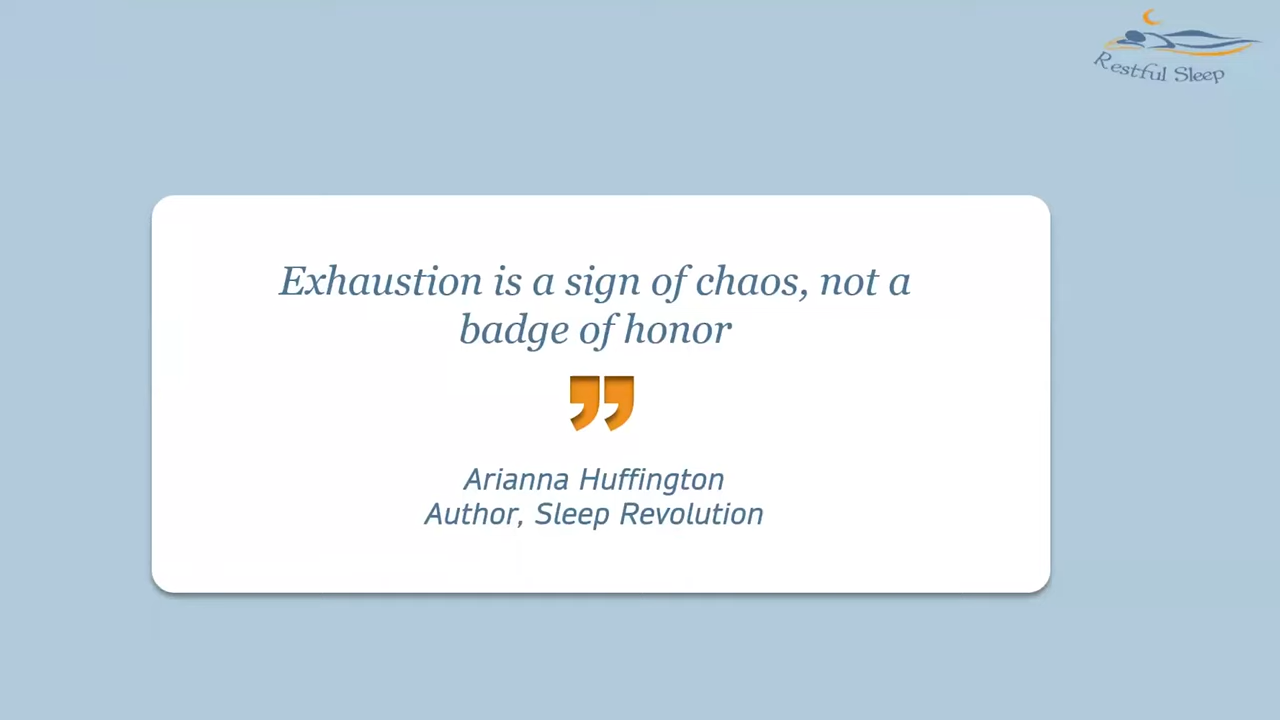 Restful Sleep
Exhaustion is a sign of chaos, not a
badge of honor
”
Arianna Huffington
Author, Sleep Revolution